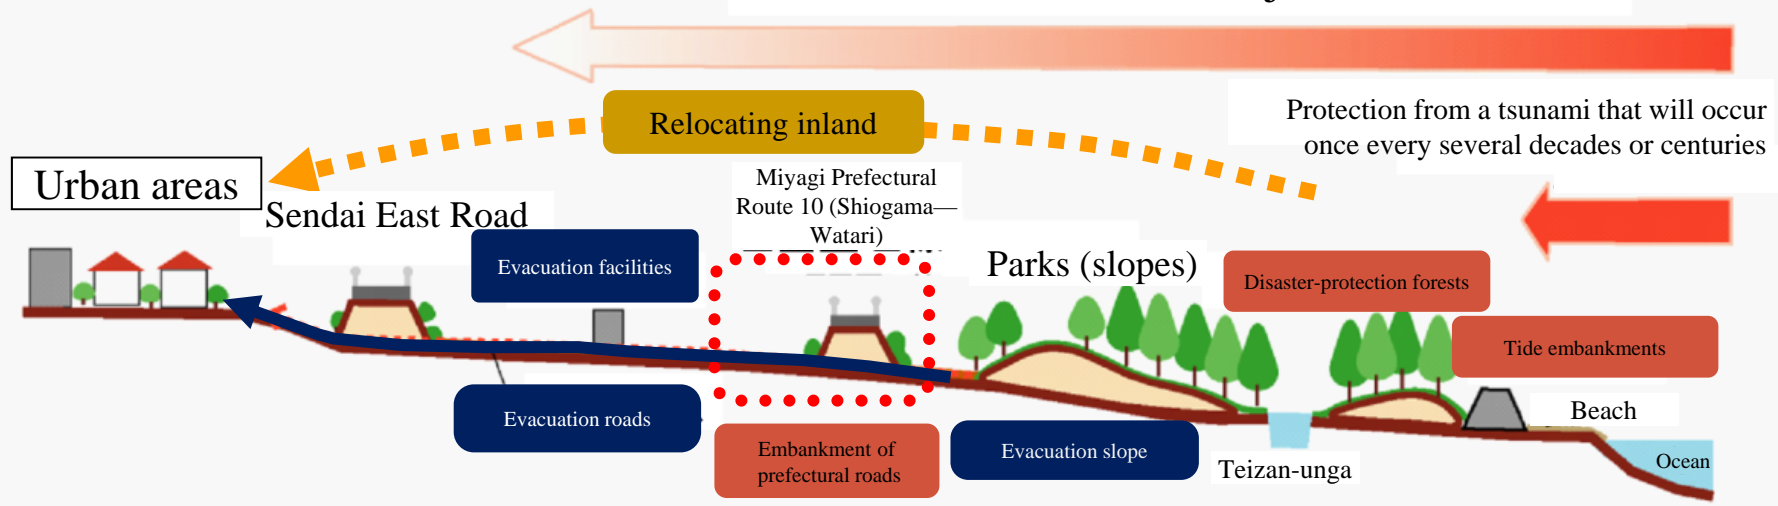 Protection from a tsunami that will occur
once every several decades or centuries
Relocating inland
Urban areas
Sendai East Road
Miyagi Prefectural
Route 10 (Shiogama—
Watari)
Evacuation facilities
Parks (slopes)
Disaster-protection forests
Tide embankments
Evacuation roads
Embankment of
prefectural roads
Evacuation slope
Teizan-unga
Beach
Ocean